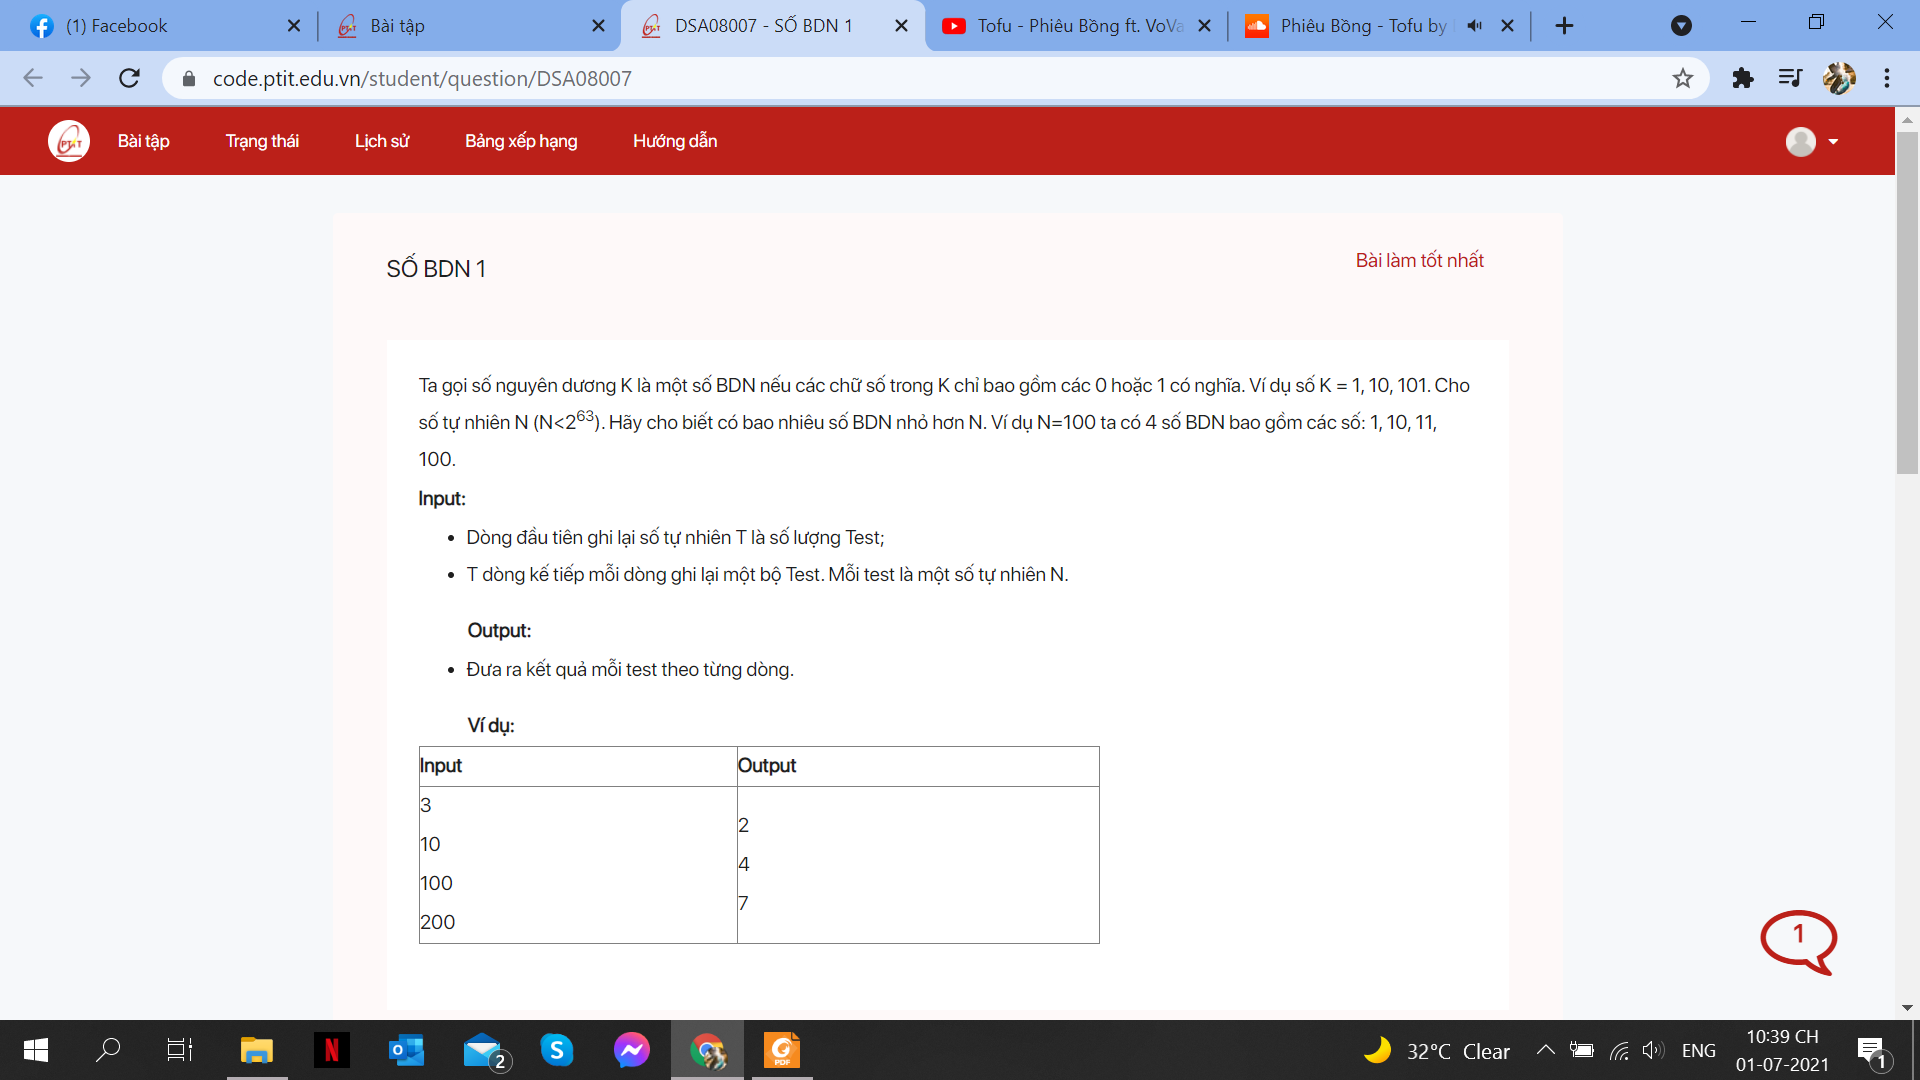 (1) Facebook
Bài tập
DSA08007 - SỐ BDN 1
Tofu - Phiêu Bồng ft. VoVa
Phiêu Bồng - Tofu by
code.ptit.edu.vn/student/question/DSA08007
PTIT
Bài tập
Trạng thái
Lịch sử
Bảng xếp hạng
Hướng dẫn
SỐ BDN 1
Bài làm tốt nhất
Ta gọi số nguyên dương K là một số BDN nếu các chữ số trong K chỉ bao gồm các 0 hoặc 1 có nghĩa. Ví dụ số K = 1, 10, 101. Cho
số tự nhiên N (N<2^63). Hãy cho biết có bao nhiêu số BDN nhỏ hơn N. Ví dụ N=100 ta có 4 số BDN bao gồm các số: 1, 10, 11,
100.
Input:
• Dòng đầu tiên ghi lại số tự nhiên T là số lượng Test;
• T dòng kế tiếp mỗi dòng ghi lại một bộ Test. Mỗi test là một số tự nhiên N.
Output:
• Đưa ra kết quả mỗi test theo từng dòng.
Ví dụ:
Input
Output
3
10
100
200
2
4
7
1
N
2
S
PDF
32°C Clear
ENG
10:39 CH
01-07-2021
1